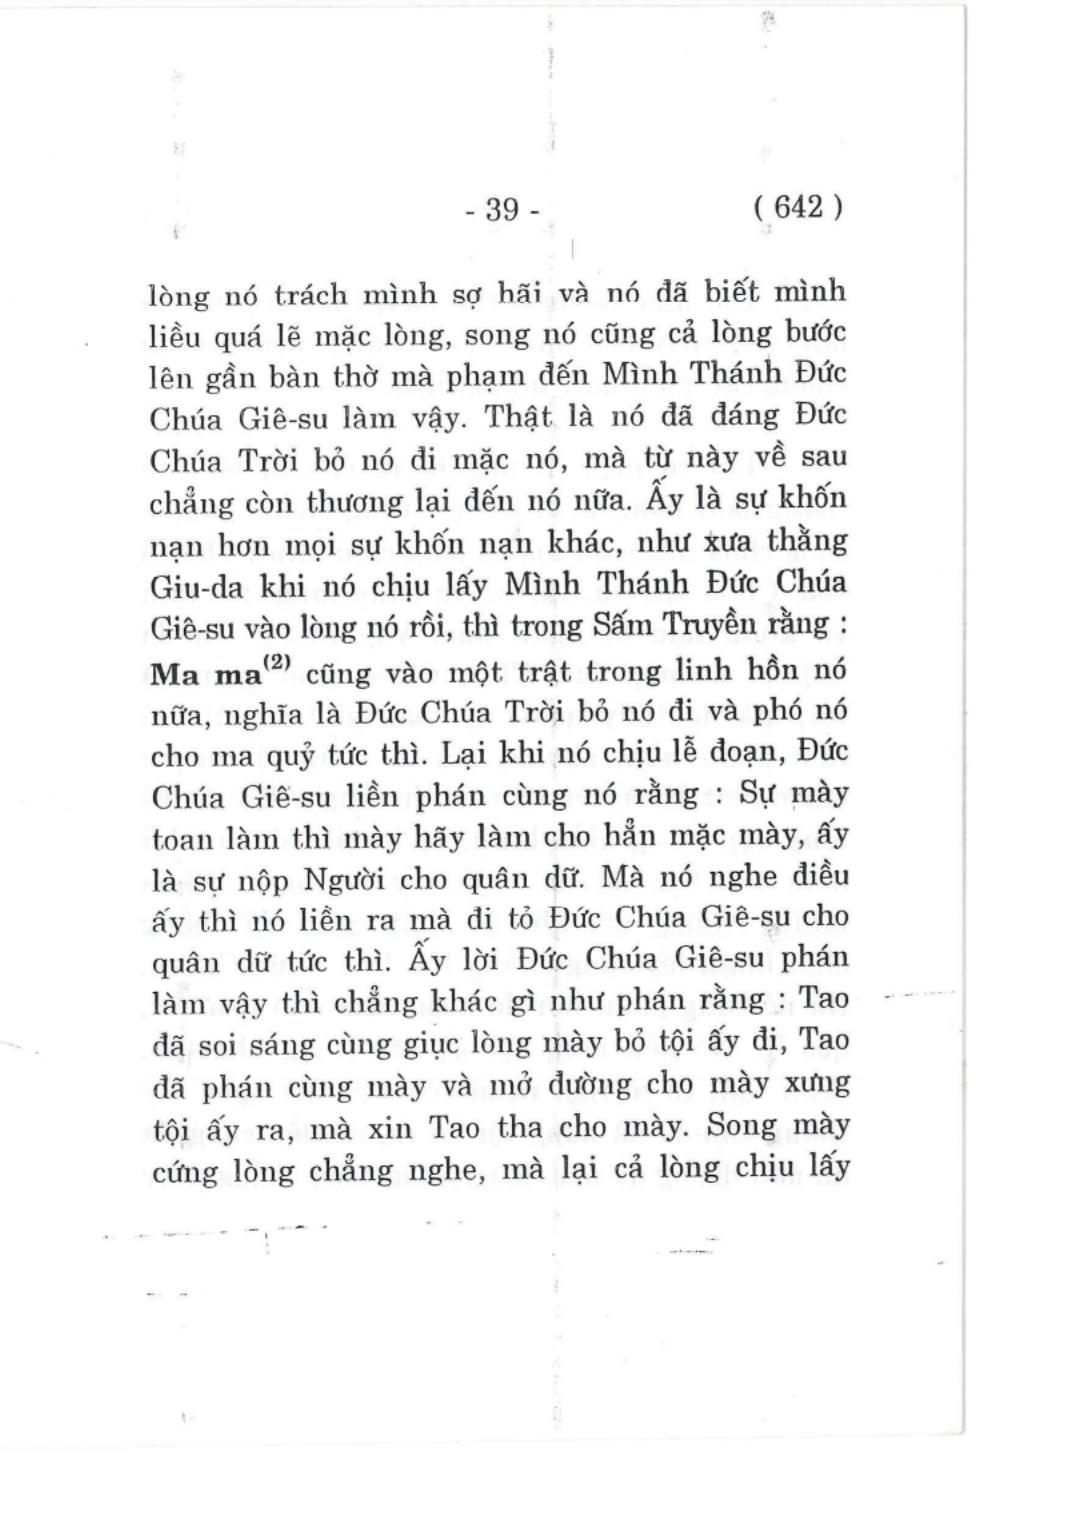 - 39 -
( 642 )
lòng nó trách mình sợ hãi và nó đã biết mình
liều quá lẽ mặc lòng, song nó cũng cả lòng bước
lên gần bàn thờ mà phạm đến Mình Thánh Đức
Chúa Giê-su làm vậy. Thật là nó đã đáng Đức
Chúa Trời bỏ nó đi mặc nó, mà từ này về sau
chẳng còn thương lại đến nó nữa. Ấy là sự khốn
nạn hơn mọi sự khốn nạn khác, như xưa thằng
Giu-da khi nó chịu lấy Mình Thánh Đức Chúa
Giê-su vào lòng nó rồi, thì trong Sấm Truyền rằng :
Ma ma(2) cũng vào một trật trong linh hồn nó
nữa, nghĩa là Đức Chúa Trời bỏ nó đi và phó nó
cho ma quỷ tức thì. Lại khi nó chịu lễ đoạn, Đức
Chúa Giê-su liền phán cùng nó rằng : Sự mày
toan làm thì mày hãy làm cho hẳn mặc mày, ấy
là sự nộp Người cho quân dữ. Mà nó nghe điều
ấy thì nó liền ra mà đi tỏ Đức Chúa Giê-su cho
quân dữ tức thì. Ấy lời Đức Chúa Giê-su phán
làm vậy thì chẳng khác gì như phán rằng : Tao
đã soi sáng cùng giục lòng mày bỏ tội ấy đi, Tao
đã phán cùng mày và mở đường cho mày xưng
tội ấy ra, mà xin Tao tha cho mày. Song mày
cứng lòng chẳng nghe, mà lại cả lòng chịu lấy